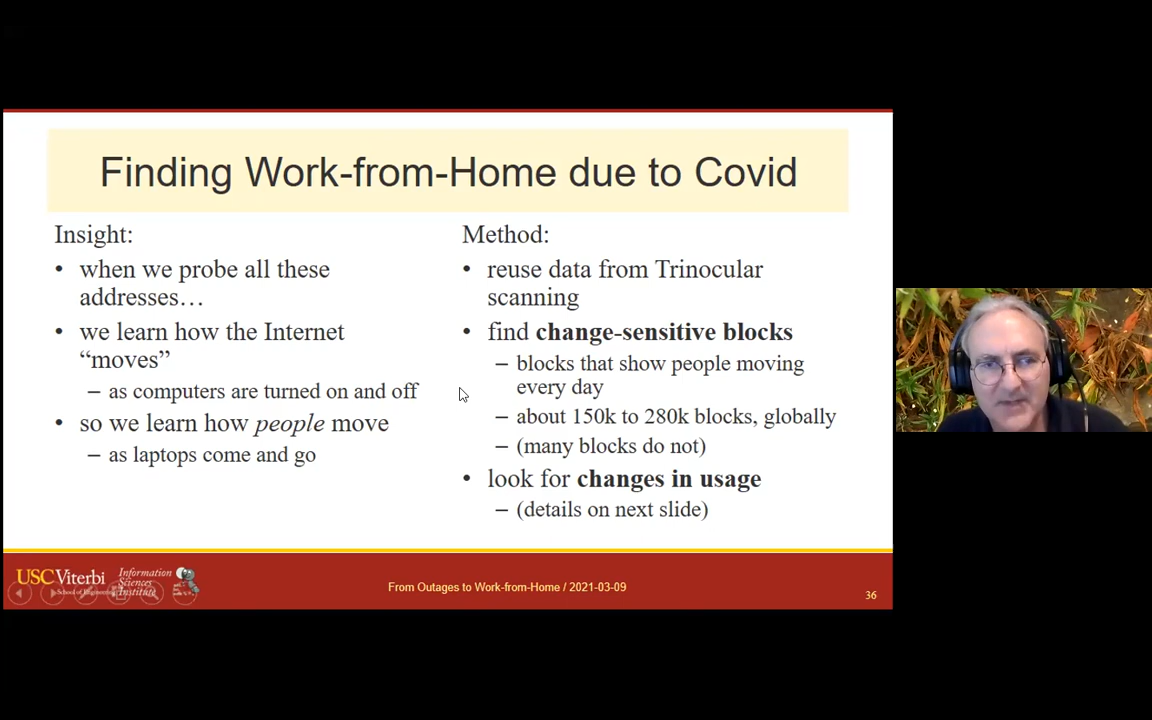 Finding Work-from-Home due to Covid
Insight:
• when we probe all these
addresses…
• we learn how the Internet
“moves”
– as computers are turned on and off
• so we learn how people move
– as laptops come and go
Method:
• reuse data from Trinocular
scanning
• find change-sensitive blocks
– blocks that show people moving
every day
– about 150k to 280k blocks, globally
– (many blocks do not)
• look for changes in usage
– (details on next slide)
USC Viterbi
School of Engineering
Information
Sciences
Institute
From Outages to Work-from-Home / 2021-03-09
36